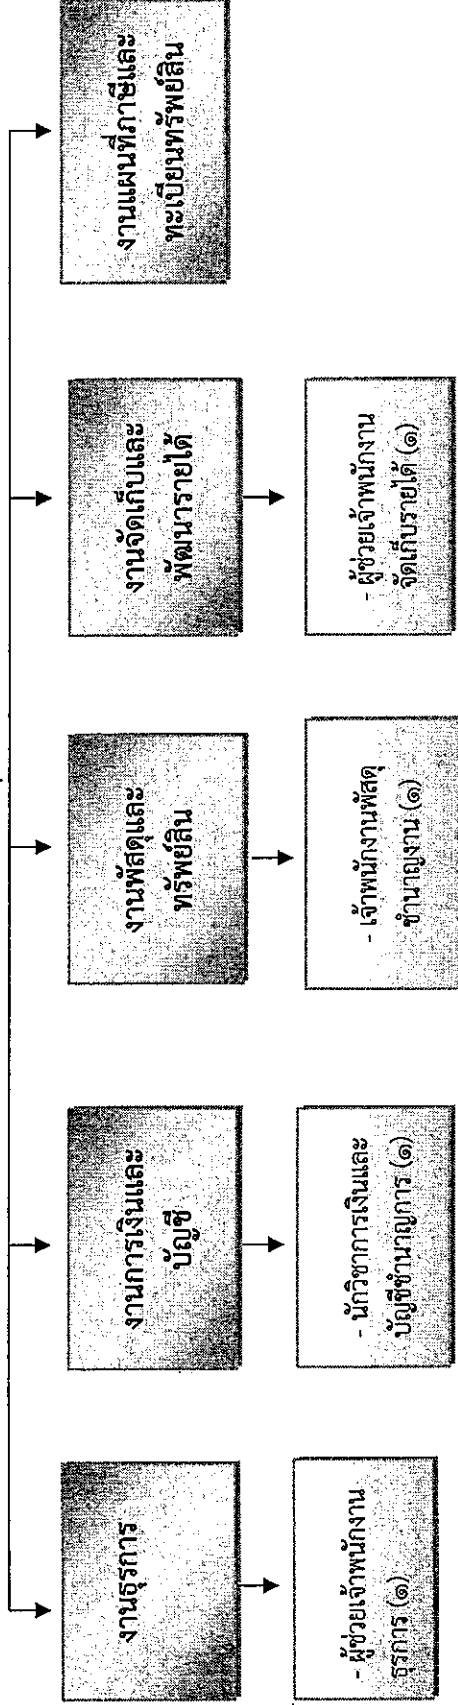 งานธุรการ
- ผู้ช่วยเจ้าพนักงาน
ธุรการ (๑)
งานการเงินและ
บัญชี
- นักวิชาการเงินและ
บัญชีชำนาญการ (๑)
งานพัสดุและ
ทรัพย์สิน
- เจ้าพนักงานพัสดุ
ชำนาญงาน (๑)
งานจัดเก็บและ
พัฒนารายได้
- ผู้ช่วยเจ้าพนักงาน
จัดเก็บรายได้ (๑)
งานแผนที่ภาษีและ
ทะเบียนทรัพย์สิน